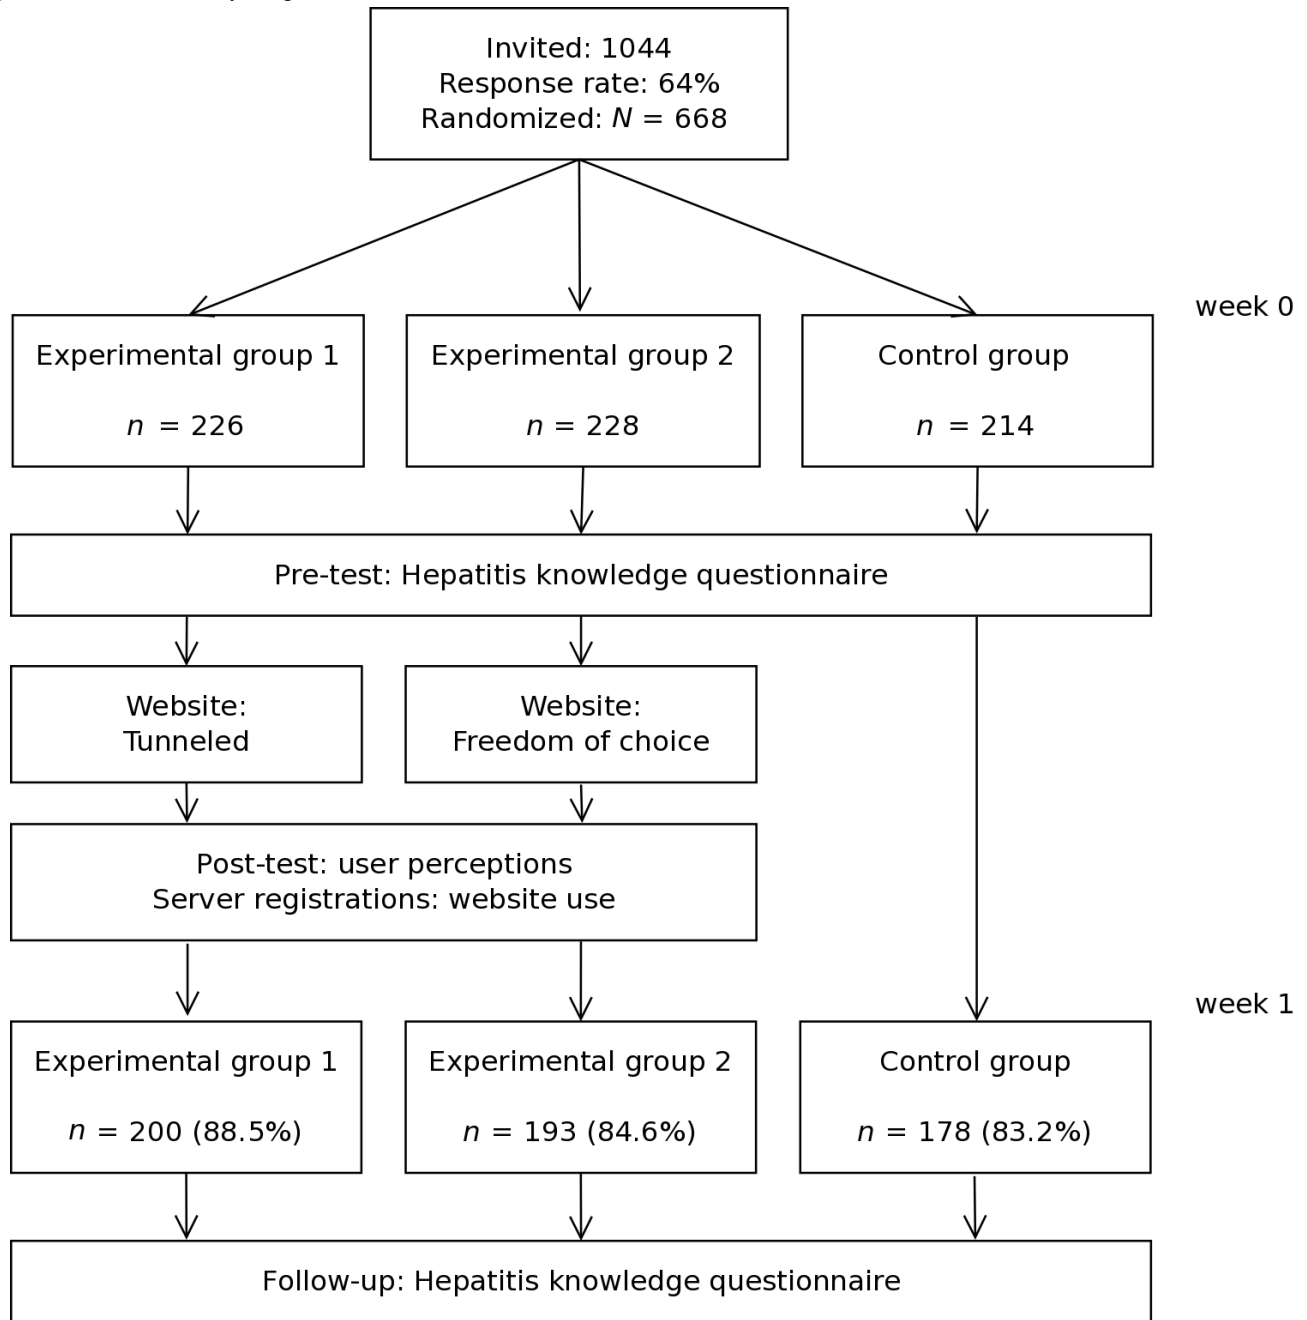 Invited: 1044
Response rate: 64%
Randomized: N = 668
week 0
Experimental group 1
n = 226
Experimental group 2
n = 228
Control group
n = 214
Pre-test: Hepatitis knowledge questionnaire
Website:
Tunneled
Website:
Freedom of choice
Post-test: user perceptions
Server registrations: website use
week 1
Experimental group 1
n = 200 (88.5%)
Experimental group 2
n = 193 (84.6%)
Control group
n = 178 (83.2%)
Follow-up: Hepatitis knowledge questionnaire